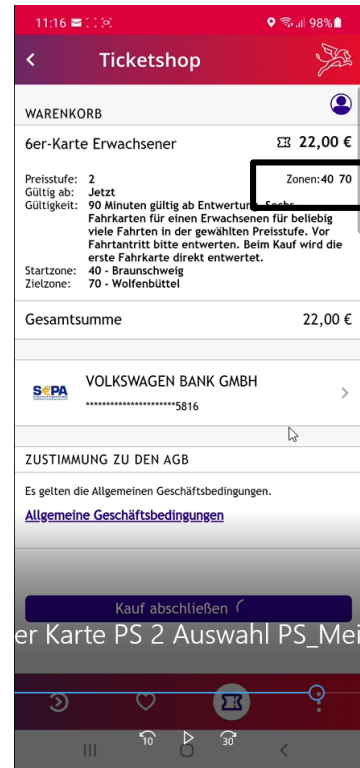 11:16 98%
Ticketshop
WARENKORB
6er-Karte Erwachsener 22,00 €
Preisstufe: 2 Zonen:40 70
Gültig ab: Jetzt
Gültigkeit: 90 Minuten gültig ab Entwertung. Sechs
Fahrkarten für einen Erwachsenen für beliebig
viele Fahrten in der gewählten Preisstufe. Vor
Fahrtantritt bitte entwerten. Beim Kauf wird die
erste Fahrkarte direkt entwertet.
Startzone: 40 - Braunschweig
Zielzone: 70 - Wolfenbüttel
Gesamtsumme 22,00 €
S€PA VOLKSWAGEN BANK GMBH
**********************5816
ZUSTIMMUNG ZU DEN AGB
Es gelten die Allgemeinen Geschäftsbedingungen.
Allgemeine Geschäftsbedingungen
Kauf abschließen
er Karte PS 2 Auswahl PS_Mei
10 30